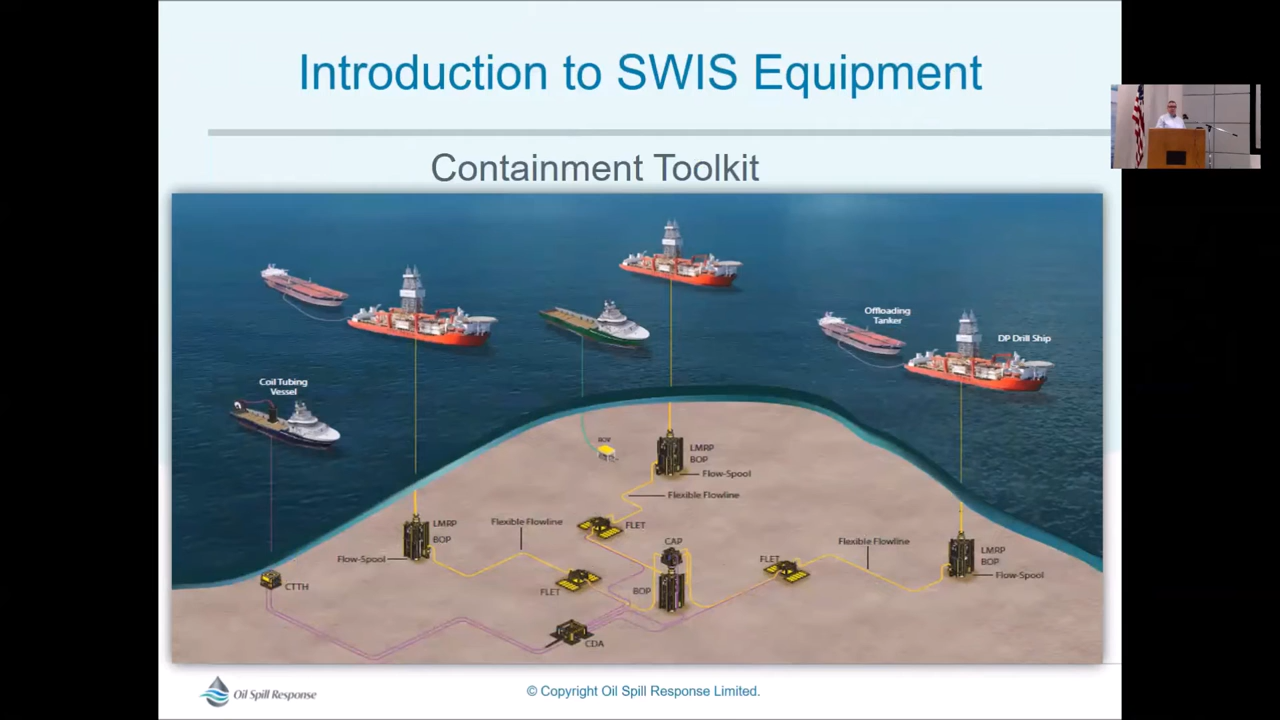 Introduction to SWIS Equipment
Containment Toolkit
Offloading
Tanker
DP Drill Ship
Coil Tubing
Vessel
ROV
LMRP
BOP
Flow-Spool
Flexible Flowline
FLET
LMRP
BOP
Flow-Spool
Flexible Flowline
FLET
CAP
BOP
FLET
Flexible Flowline
LMRP
BOP
Flow-Spool
CTTH
CDA
Oil Spill Response
© Copyright Oil Spill Response Limited.